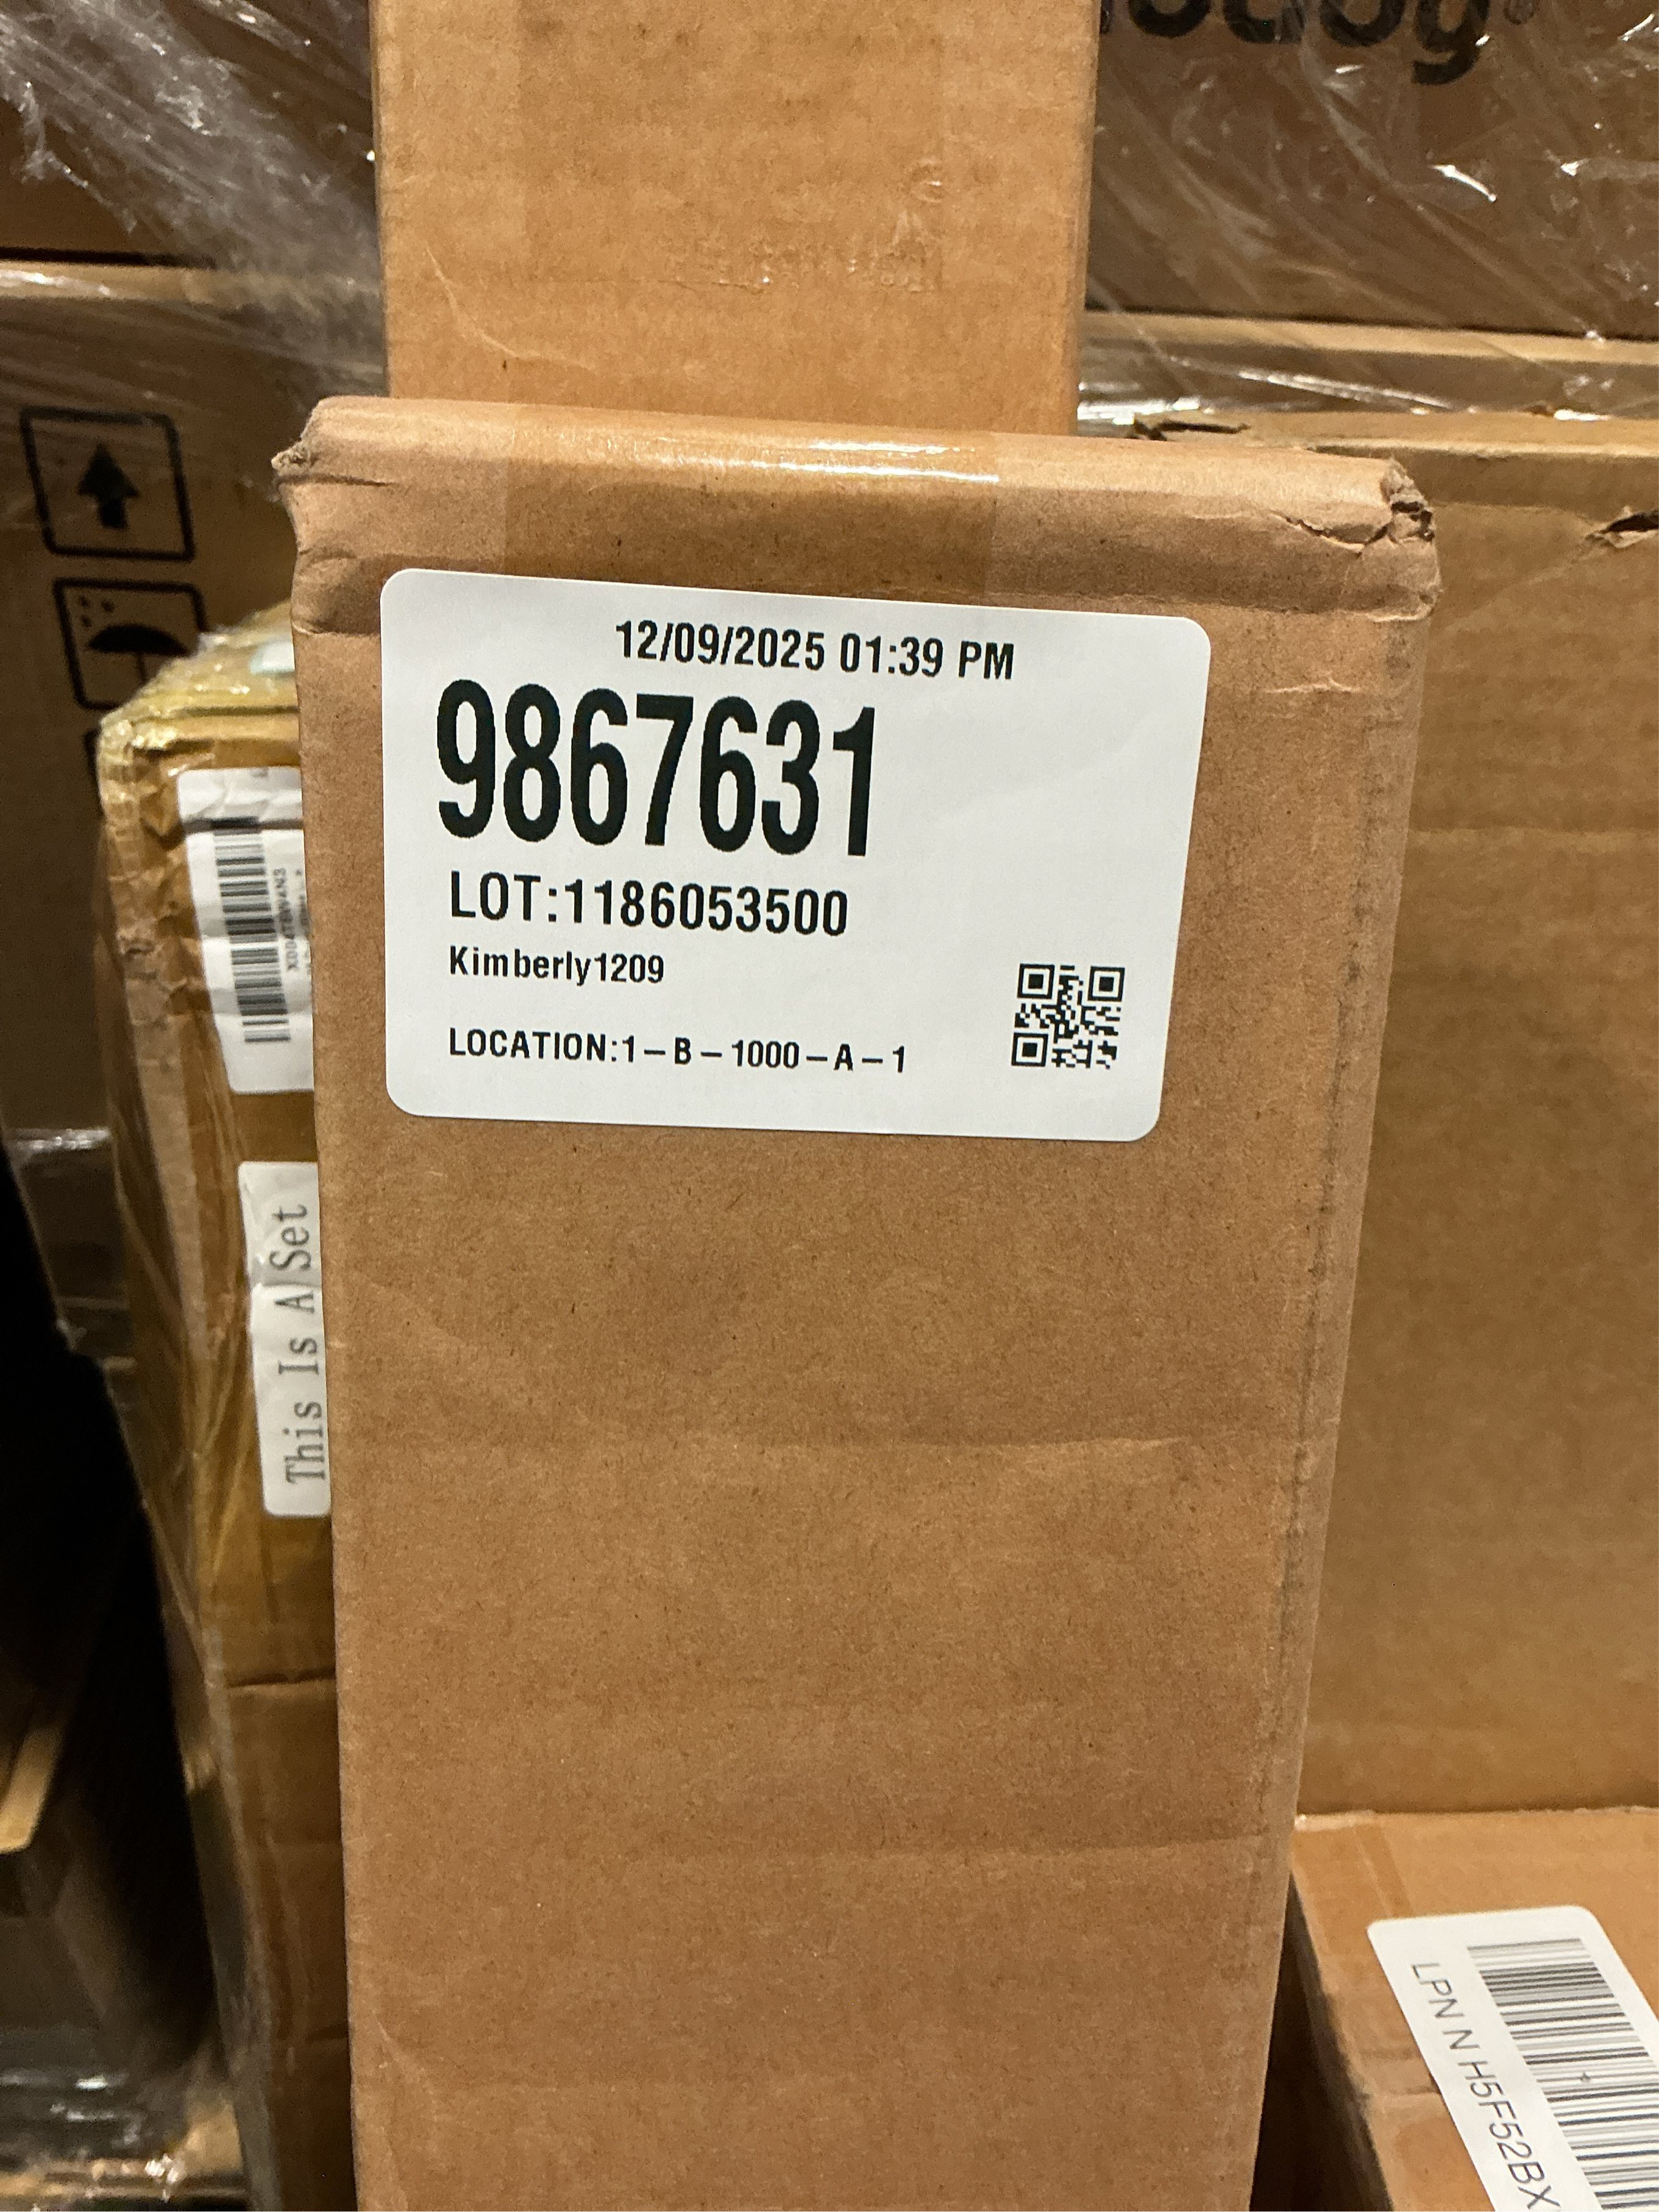 12/09/2025 01:39 PM
9867631
LOT:1186053500
Kimberly1209
LOCATION:1-B-1000-A-1
This Is A Set
LPN N H5F52BX